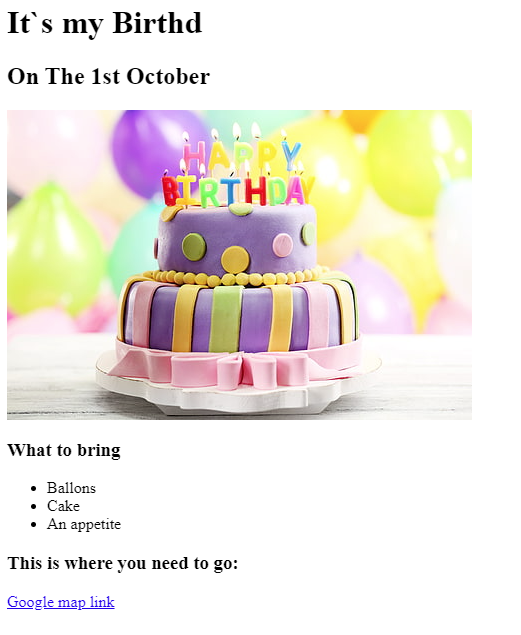 It`s my Birthd
On The 1st October
HAPPY
BIRTHDAY
What to bring
Ballons
Cake
An appetite
This is where you need to go:
Google map link